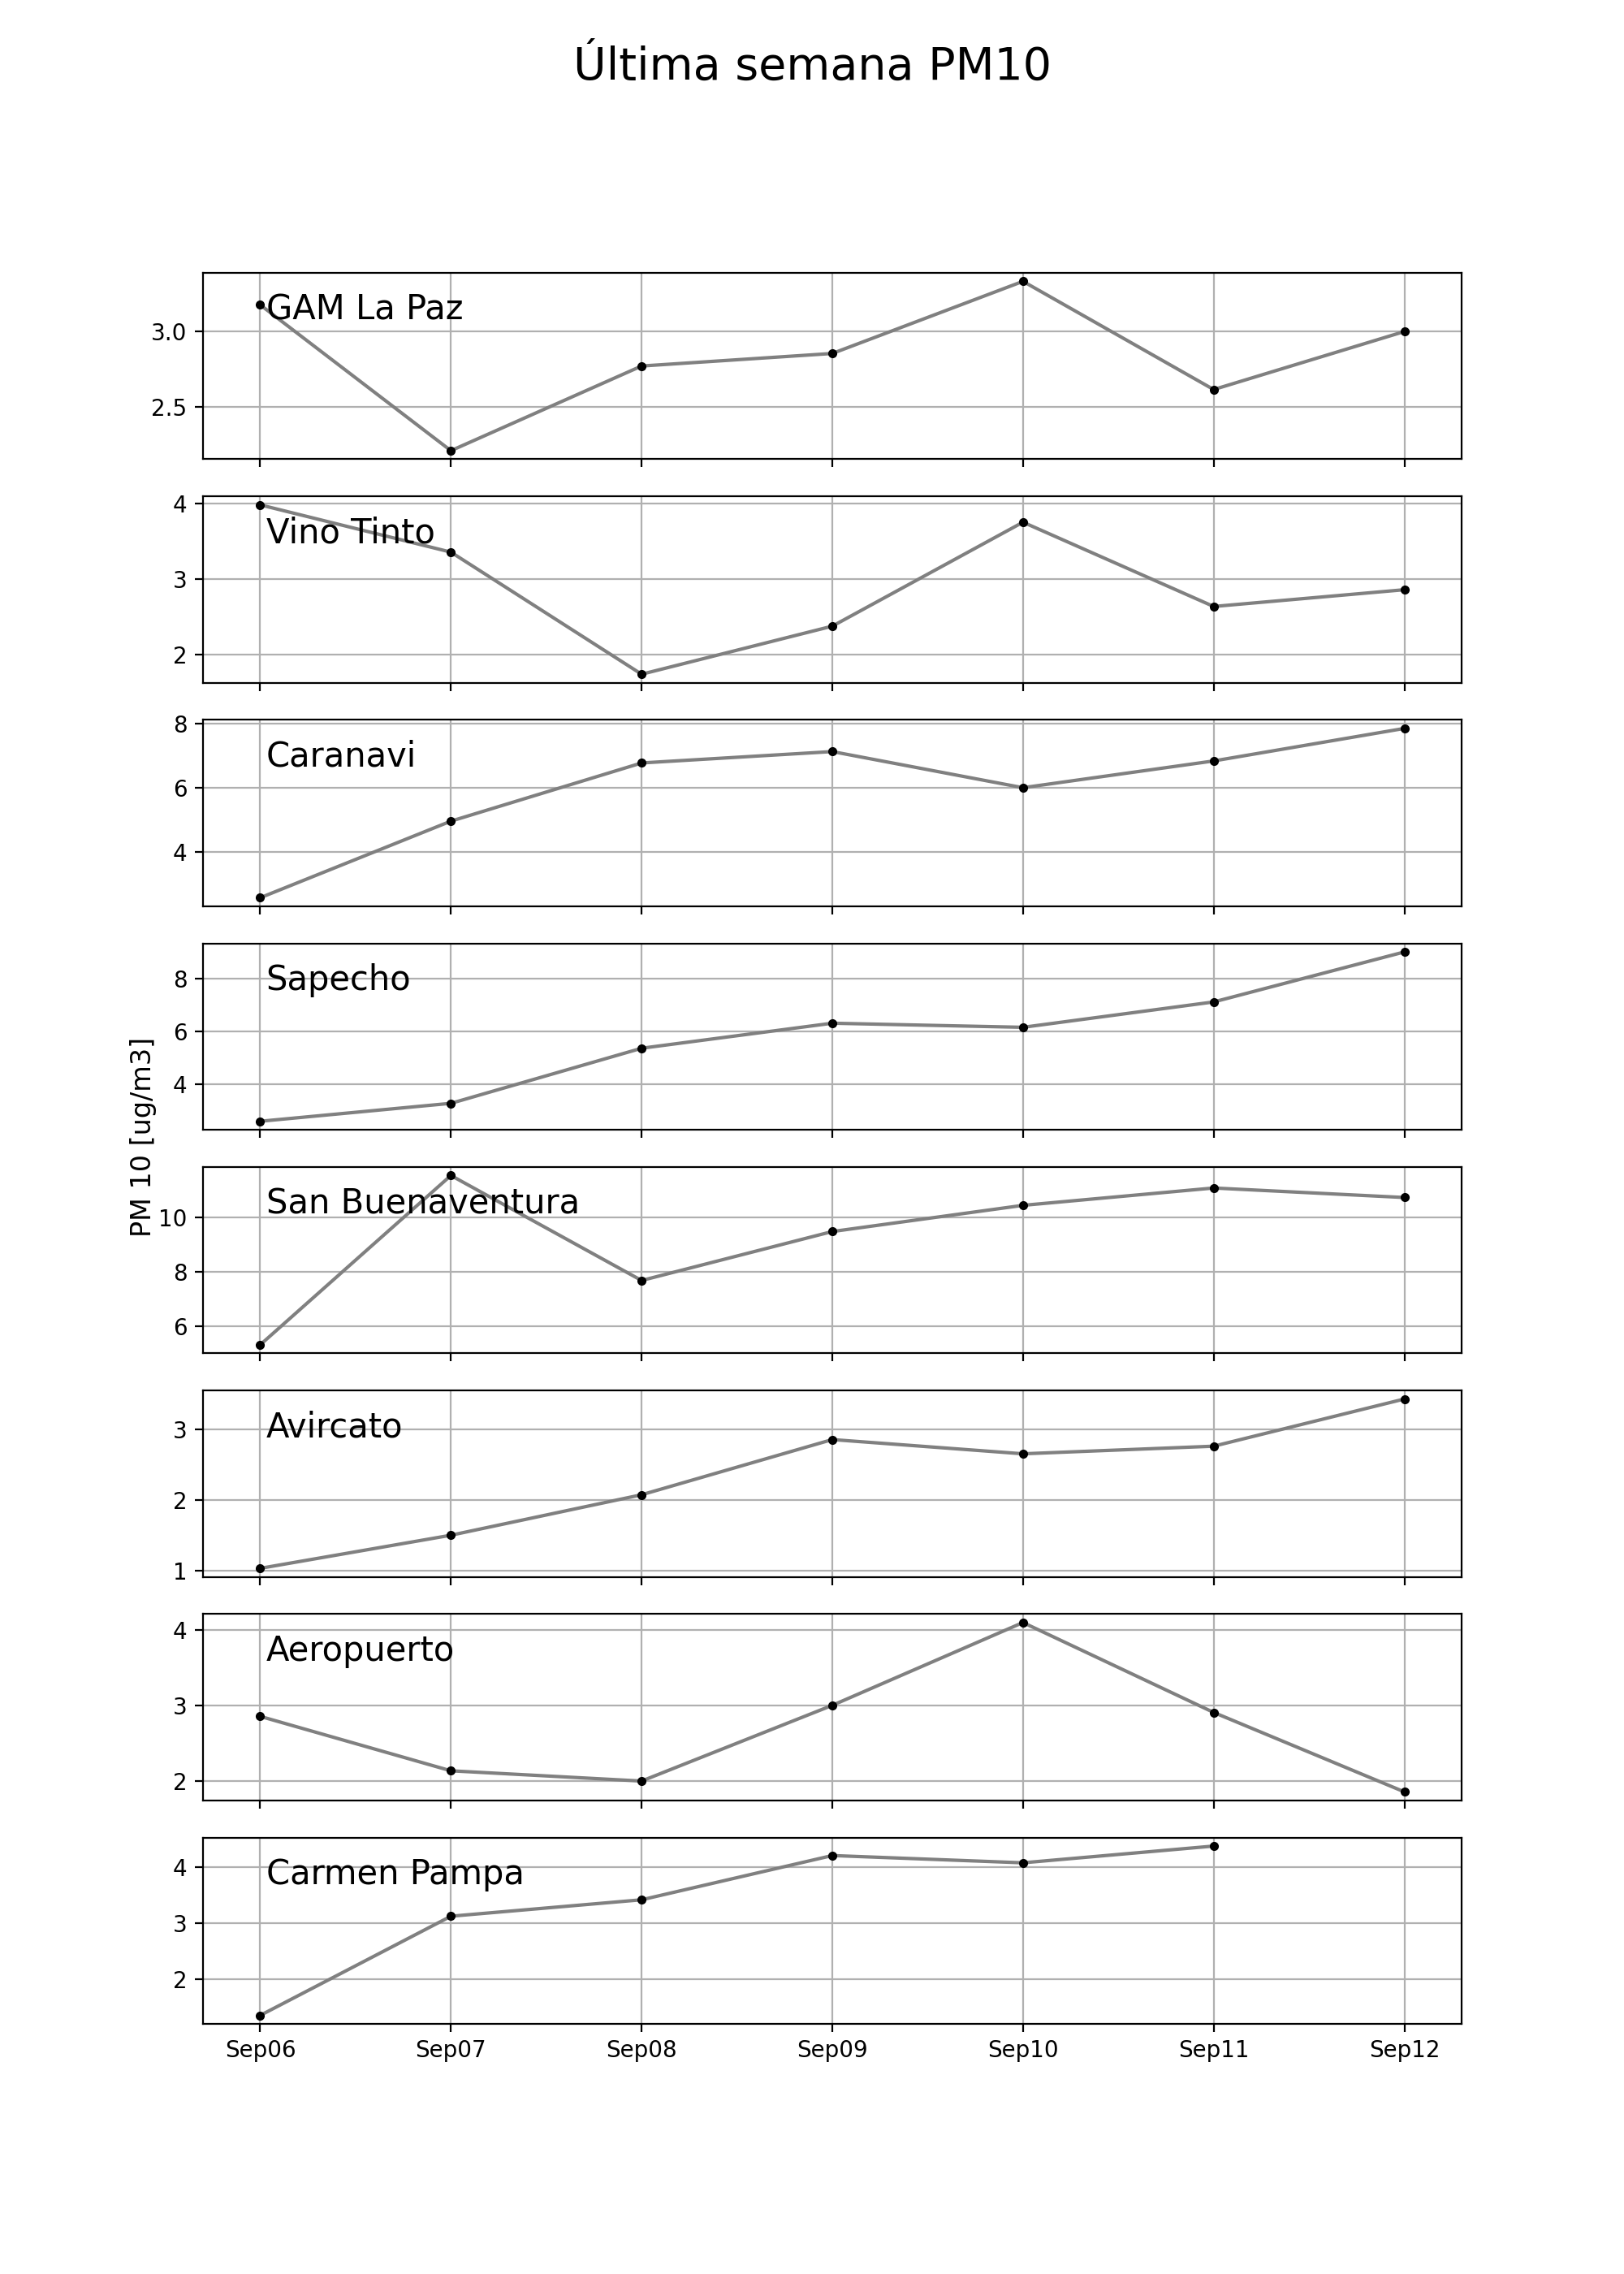 Última semana PM10
GAM La Paz
3.0
2.5
Vino Tinto
4
3
2
Caranavi
8
6
4
Sapecho
8
6
4
PM 10 [ug/m3]
San Buenaventura
10
8
6
Avircato
3
2
1
Aeropuerto
4
3
2
Carmen Pampa
4
3
2
Sep06 Sep07 Sep08 Sep09 Sep10 Sep11 Sep12